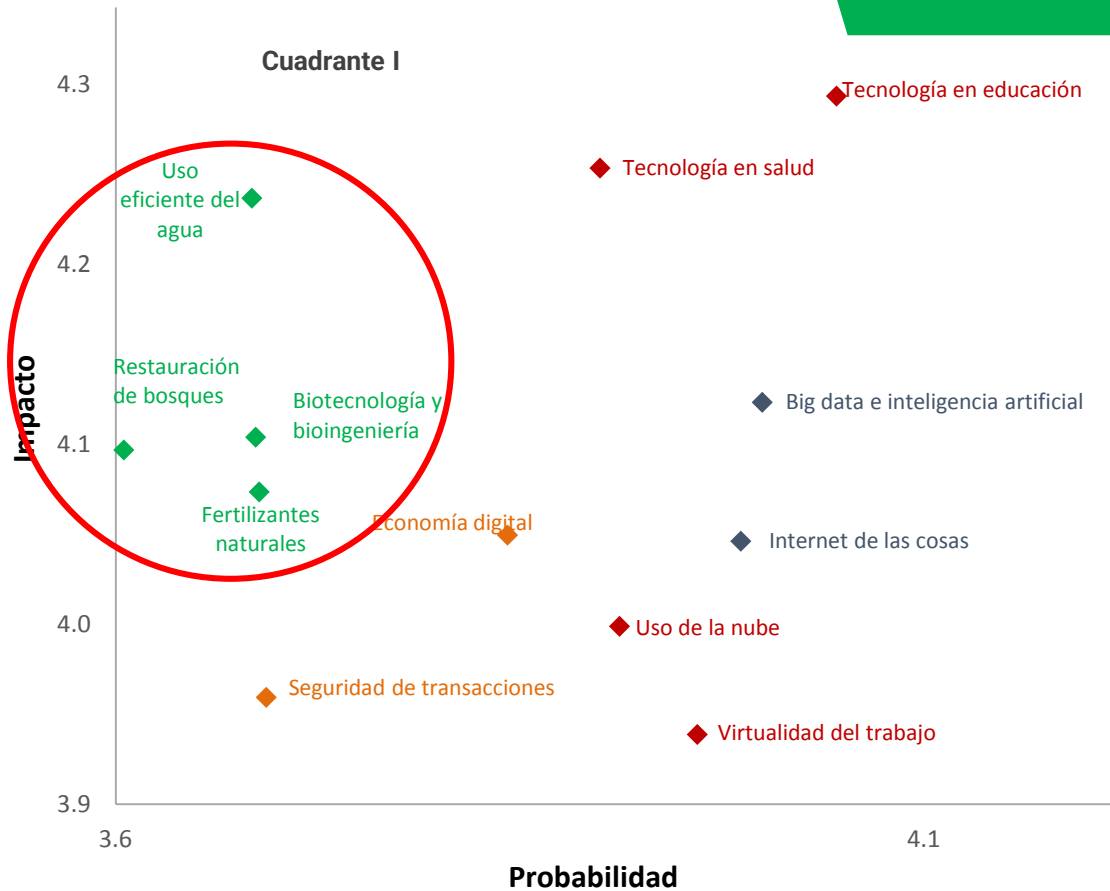 Cuadrante I
4.3
Tecnología en educación
Tecnología en salud
Uso
eficiente del
agua
4.2
Restauración
de bosques
Impacto
Biotecnología y
bioingeniería
Big data e inteligencia artificial
4.1
Fertilizantes
naturales
Economía digital
Internet de las cosas
4.0
Uso de la nube
Seguridad de transacciones
Virtualidad del trabajo
3.9
3.6
4.1
Probabilidad